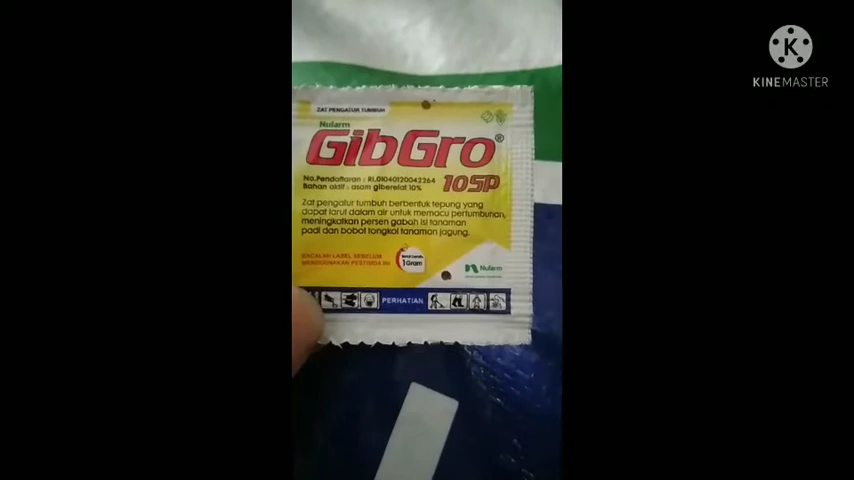 K
KINEMASTER
ZAT PENGATUR TUMBUH
Nufarm
GibGro®
10SP
No.Pendaftaran : RI.01040120042264
Bahan aktif : asam giberelat 10%
Zat pengatur tumbuh berbentuk tepung yang
dapat larut dalam air untuk memacu pertumbuhan,
meningkatkan persen gabah isi tanaman
padi dan bobot tongkol tanaman jagung.
BACALAH LABEL SEBELUM
MENGGUNAKAN PESTISIDA INI
1Gram
Nufarm
PERHATIAN